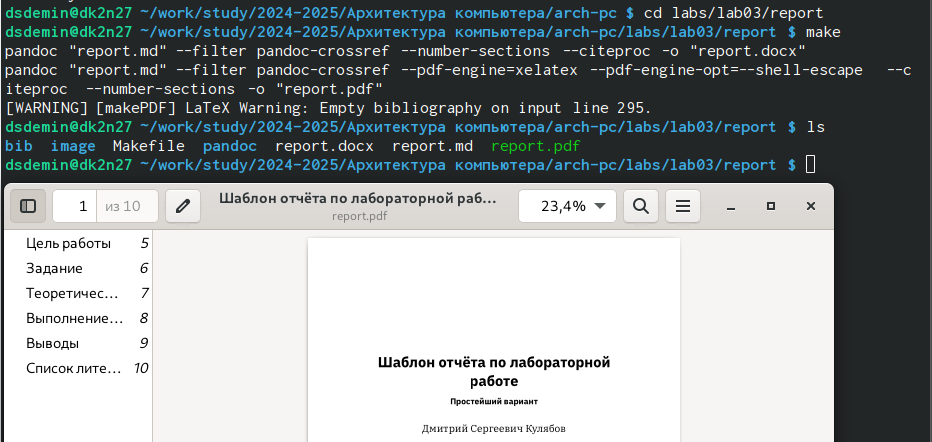 dsdemin@dk2n27 ~/work/study/2024-2025/Архитектура компьютера/arch-pc $ cd labs/lab03/report
dsdemin@dk2n27 ~/work/study/2024-2025/Архитектура компьютера/arch-pc/labs/lab03/report $ make
pandoc "report.md" --filter pandoc-crossref --number-sections --citeproc -o "report.docx"
pandoc "report.md" --filter pandoc-crossref --pdf-engine=xelatex --pdf-engine-opt=--shell-escape  --c
iteproc  --number-sections -o "report.pdf"
[WARNING] [makePDF] LaTeX Warning: Empty bibliography on input line 295.
dsdemin@dk2n27 ~/work/study/2024-2025/Архитектура компьютера/arch-pc/labs/lab03/report $ ls
bib  image  Makefile  pandoc  report.docx  report.md  report.pdf
dsdemin@dk2n27 ~/work/study/2024-2025/Архитектура компьютера/arch-pc/labs/lab03/report $
1 из 10 Шаблон отчёта по лабораторной раб... 23,4%
report.pdf
Цель работы 5
Задание 6
Теоретичес... 7
Выполнение... 8
Выводы 9
Список лите... 10
Шаблон отчёта по лабораторной
работе
Простейший вариант
Дмитрий Сергеевич Кулябов